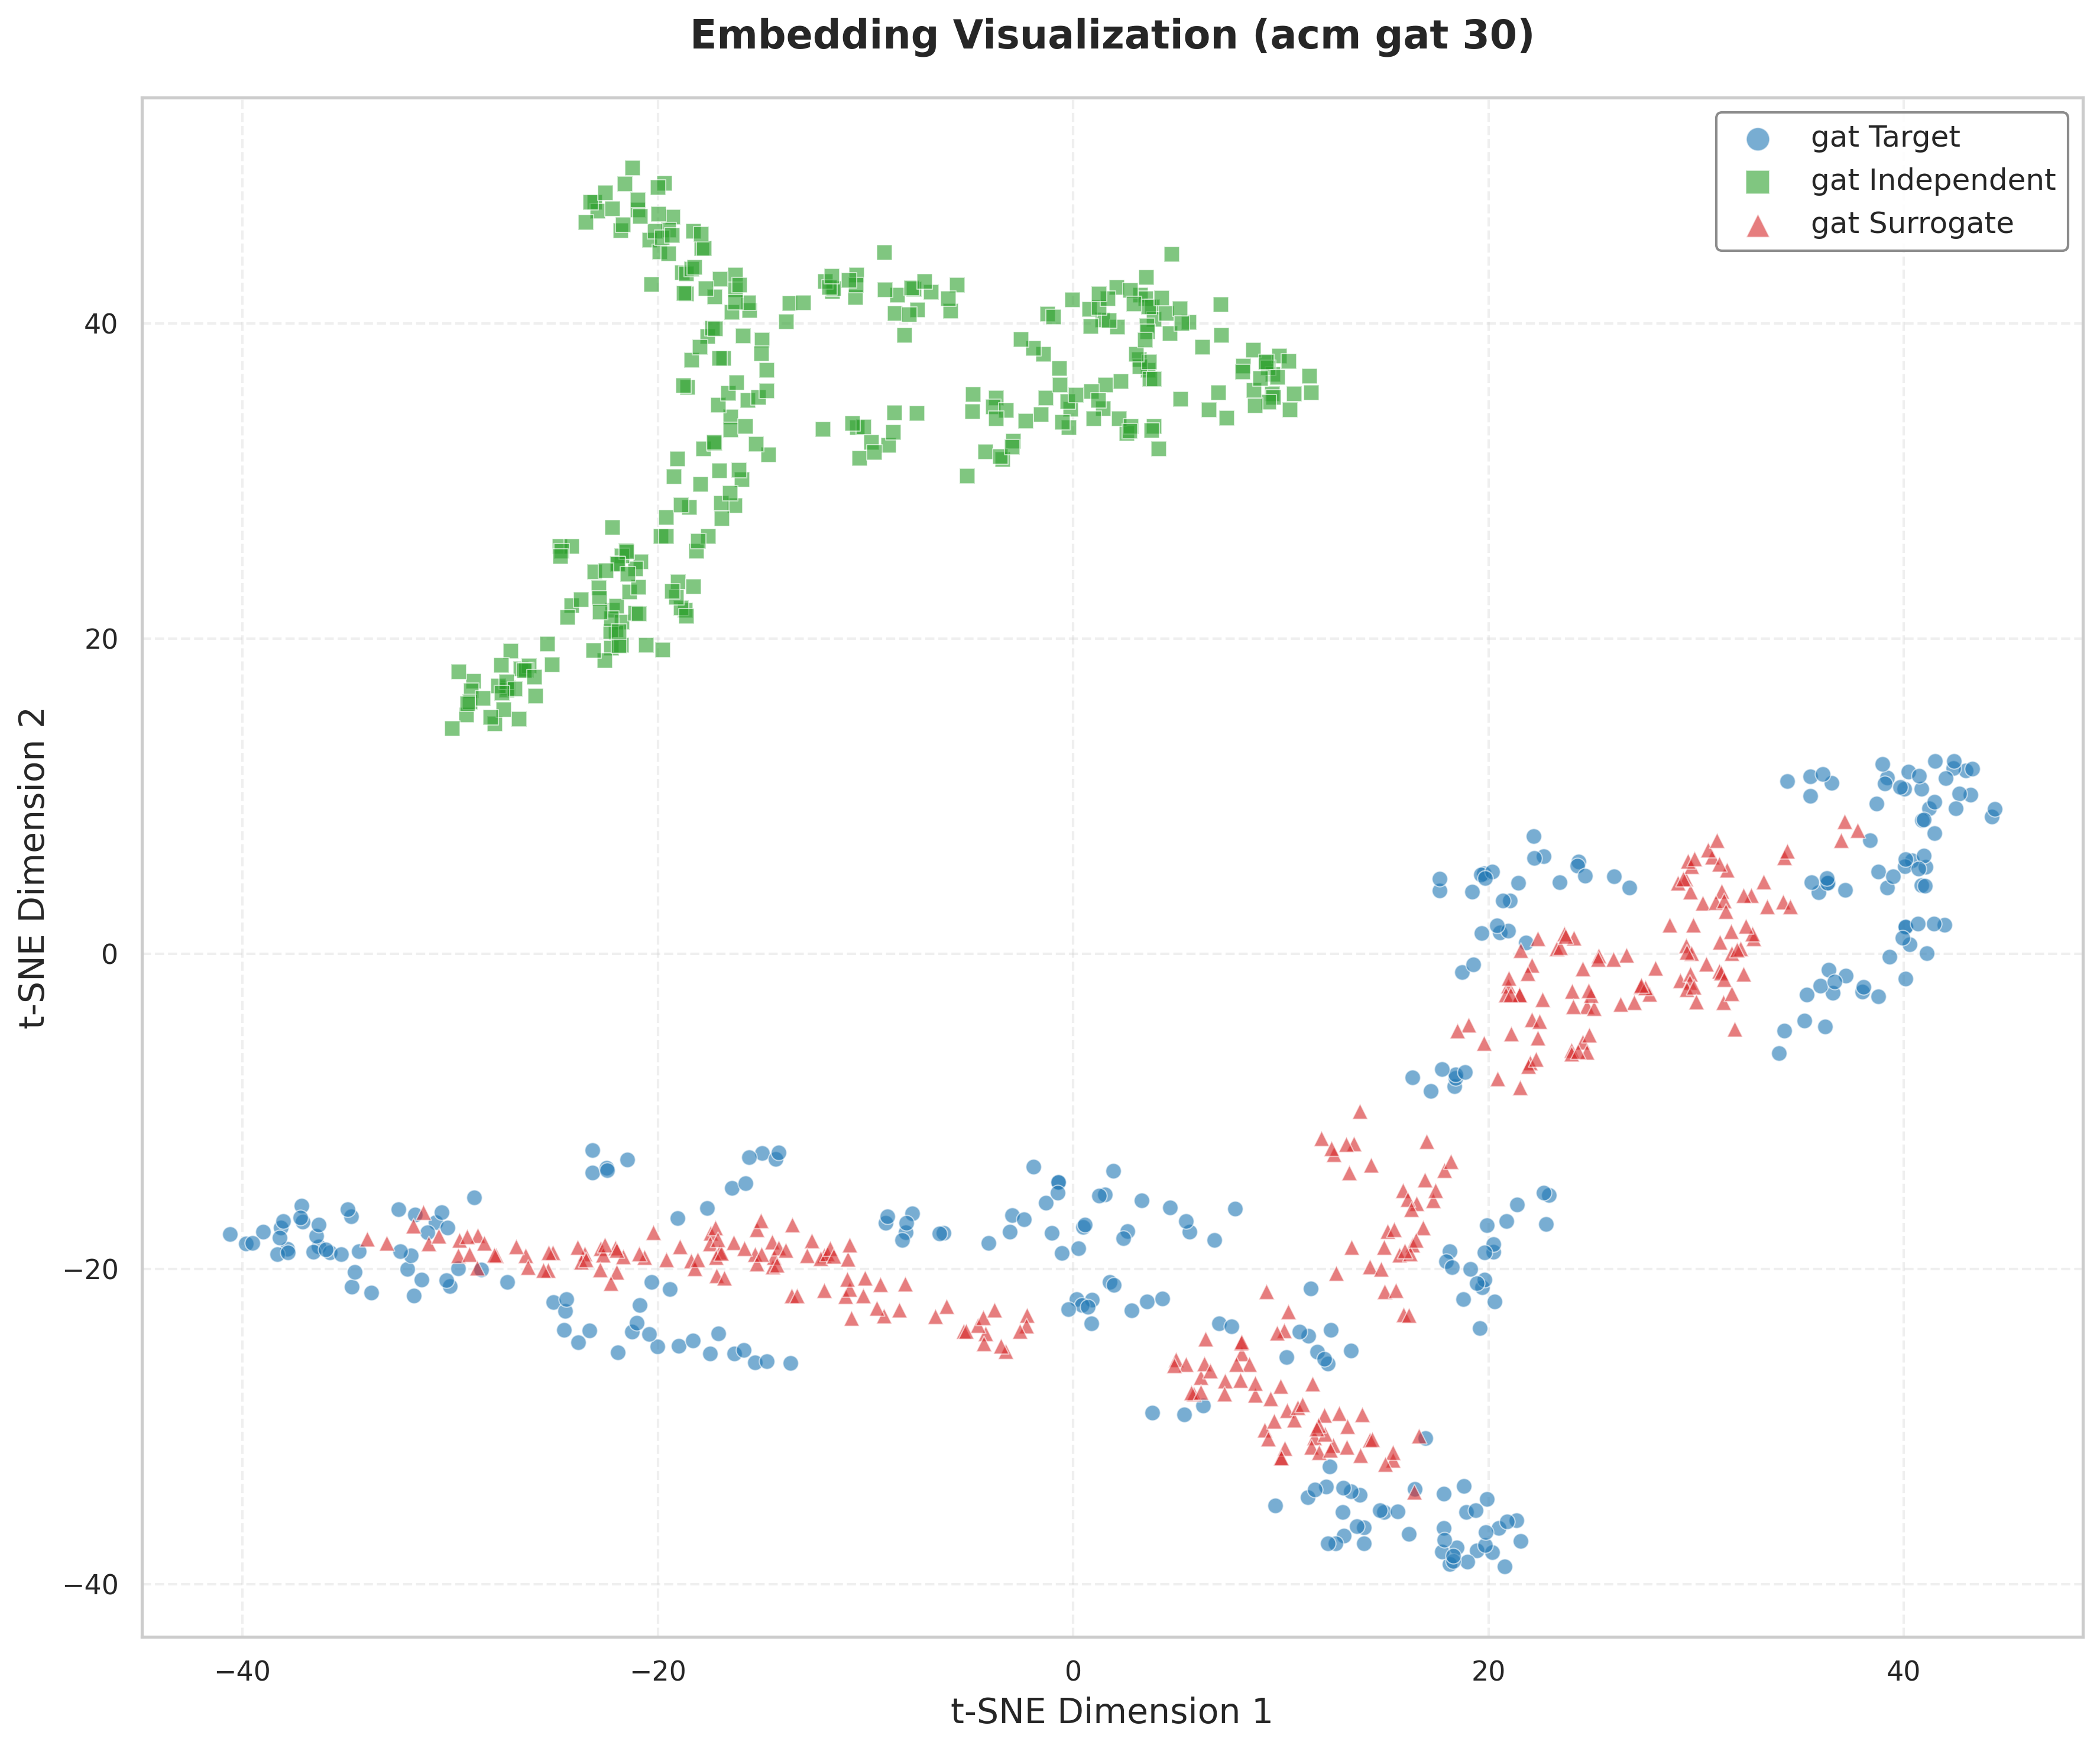 Embedding Visualization (acm gat 30)
gat Target
gat Independent
gat Surrogate
t-SNE Dimension 2
40
20
0
−20
−40
−40
−20
0
20
40
t-SNE Dimension 1